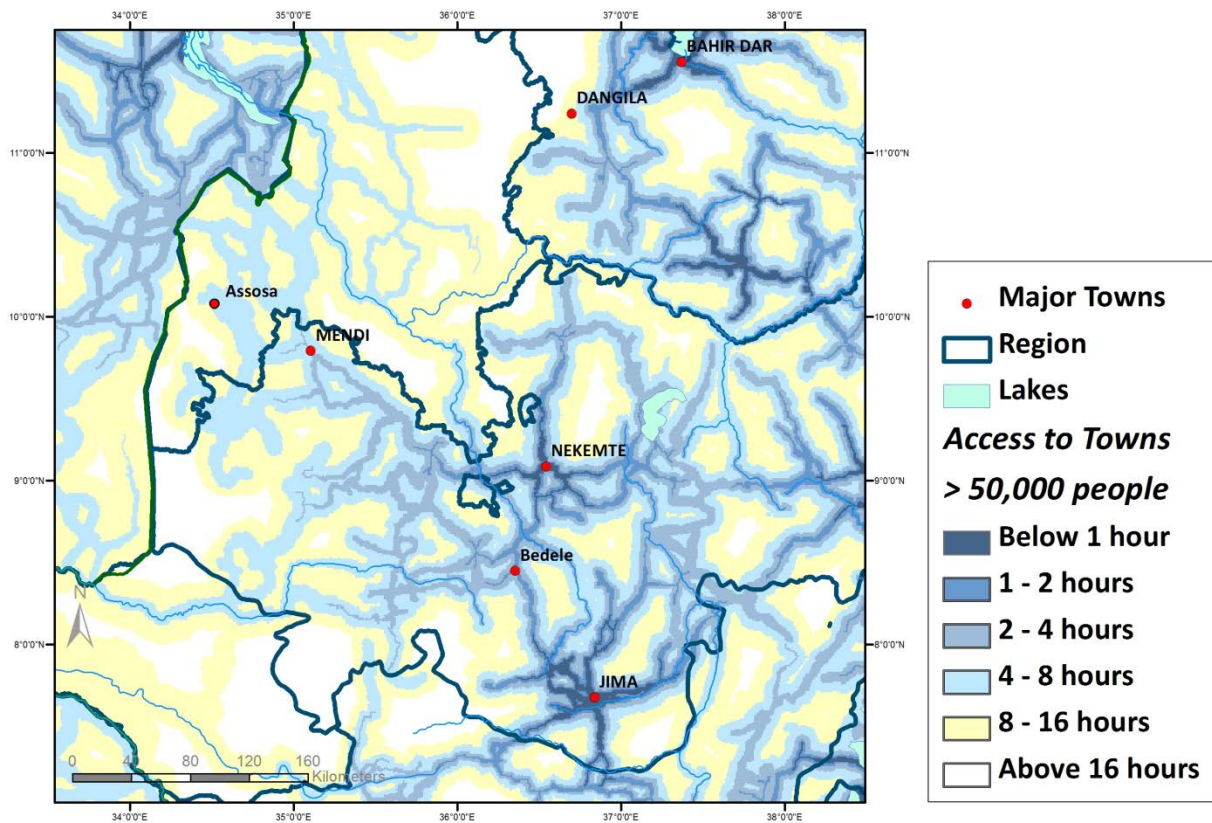 34°0'0"E 35°0'0"E 36°0'0"E 37°0'0"E 38°0'0"E
BAHIR DAR
DANGILA
11°0'0"N 11°0'0"N
Assosa
10°0'0"N 10°0'0"N
MENDI
NEKEMTE
9°0'0"N 9°0'0"N
Bedele
N
8°0'0"N 8°0'0"N
JIMA
0 40 80 120 160
Kilometers
34°0'0"E 35°0'0"E 36°0'0"E 37°0'0"E 38°0'0"E
Major Towns
Region
Lakes
Access to Towns
> 50,000 people
Below 1 hour
1 - 2 hours
2 - 4 hours
4 - 8 hours
8 - 16 hours
Above 16 hours